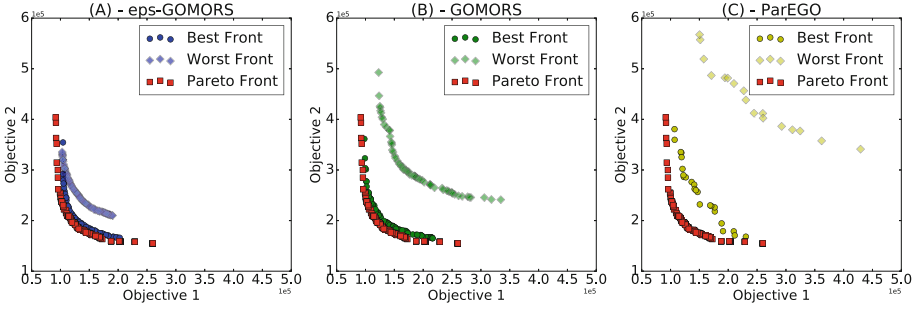 (A) - eps-GOMORS
6 1e5
Best Front
Worst Front
Pareto Front
5
4
3
2
1
Objective 2
0.5 1.0 1.5 2.0 2.5 3.0 3.5 4.0 4.5 5.0
Objective 1
1e5
(B) - GOMORS
6 1e5
Best Front
Worst Front
Pareto Front
5
4
3
2
1
Objective 2
0.5 1.0 1.5 2.0 2.5 3.0 3.5 4.0 4.5 5.0
Objective 1
1e5
(C) - ParEGO
6 1e5
Best Front
Worst Front
Pareto Front
5
4
3
2
1
Objective 2
0.5 1.0 1.5 2.0 2.5 3.0 3.5 4.0 4.5 5.0
Objective 1
1e5